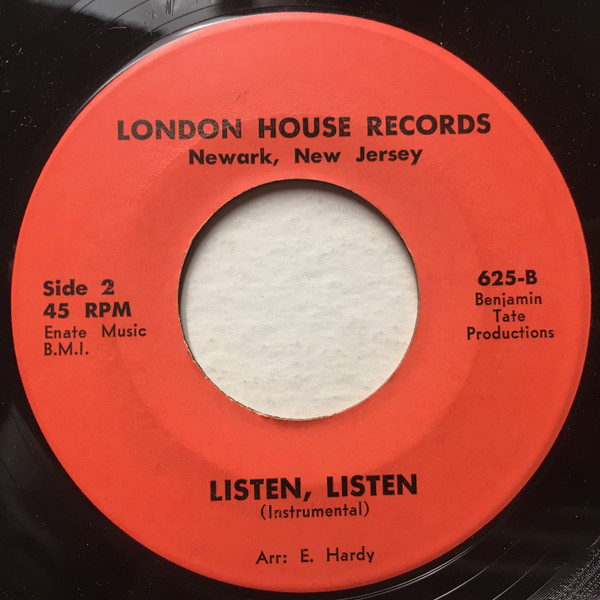 LONDON HOUSE RECORDS
Newark, New Jersey
Side 2
45 RPM
Enate Music
B.M.I.
625-B
Benjamin
Tate
Productions
LISTEN, LISTEN
(Instrumental)
Arr: E. Hardy